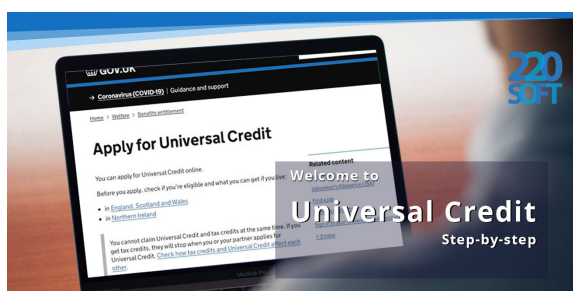 GOV.UK
220
SOFT
→ Coronavirus (COVID-19) | Guidance and support
Home > Welfare > Benefits entitlement
Apply for Universal Credit
You can apply for Universal Credit online.
Before you apply, check if you're eligible and what you can get if you live:
• in England, Scotland and Wales
• in Northern Ireland
You cannot claim Universal Credit and tax credits at the same time. If you
get tax credits, they will stop when you or your partner applies for
Universal Credit. Check how tax credits and Universal Credit affect each
other.
Related content
Jobseeker's Allowance (JSA)
+ 3 more
Welcome to
Universal Credit
Step-by-step